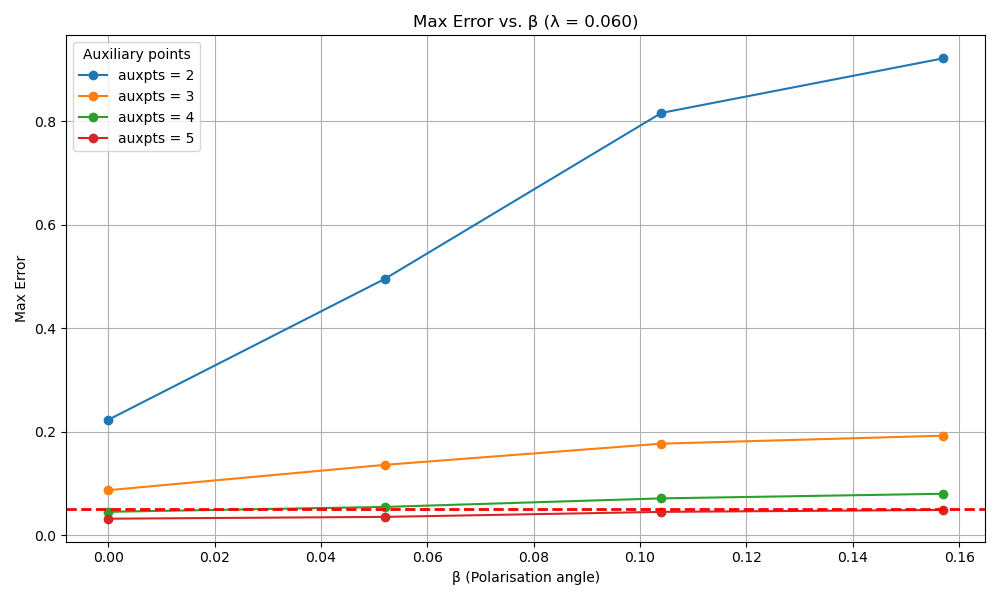 Max Error vs. β (λ = 0.060)
Auxiliary points
auxpts = 2
auxpts = 3
auxpts = 4
auxpts = 5
Max Error
0.8
0.6
0.4
0.2
0.0
0.00 0.02 0.04 0.06 0.08 0.10 0.12 0.14 0.16
β (Polarisation angle)